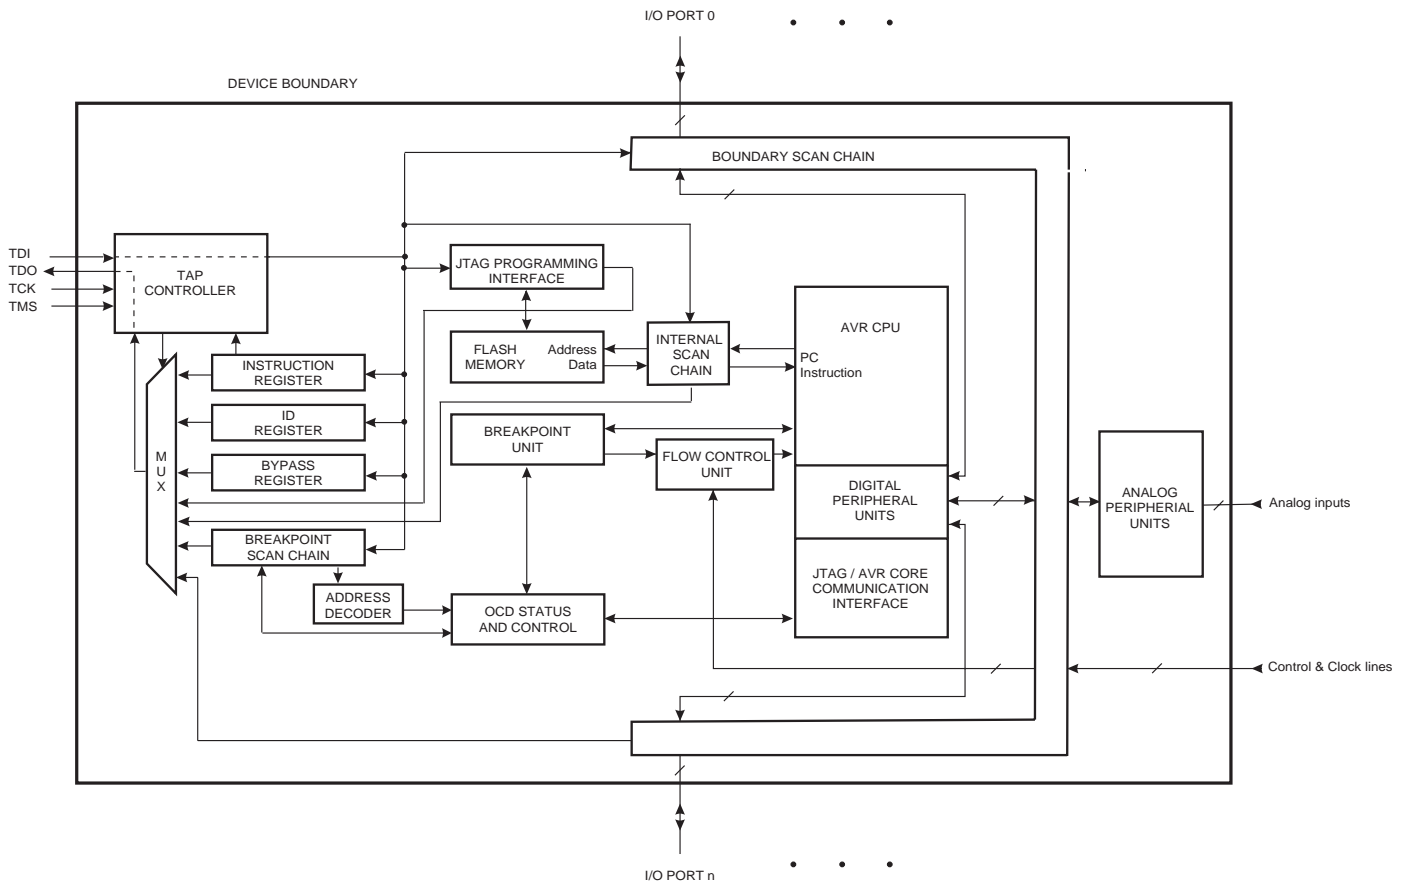 I/O PORT 0
DEVICE BOUNDARY
BOUNDARY SCAN CHAIN
TDI
TDO
TCK
TMS
TAP
CONTROLLER
JTAG PROGRAMMING
INTERFACE
AVR CPU
FLASH
MEMORY
Address
Data
INTERNAL
SCAN
CHAIN
PC
Instruction
INSTRUCTION
REGISTER
ID
REGISTER
BREAKPOINT
UNIT
FLOW CONTROL
UNIT
M
U
X
BYPASS
REGISTER
DIGITAL
PERIPHERAL
UNITS
ANALOG
PERIPHERIAL
UNITS
Analog inputs
BREAKPOINT
SCAN CHAIN
JTAG / AVR CORE
COMMUNICATION
INTERFACE
ADDRESS
DECODER
OCD STATUS
AND CONTROL
Control & Clock lines
I/O PORT n